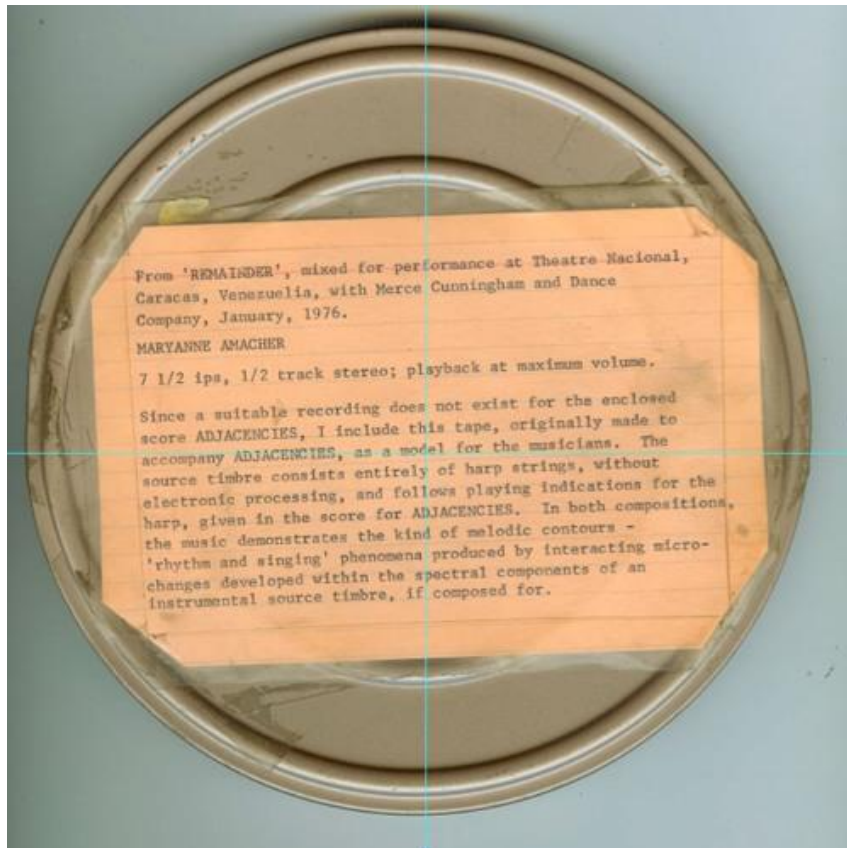 From 'REMAINDER', mixed for performance at Theatre Nacional,
Caracas, Venezuelia, with Merce Cunningham and Dance
Company, January, 1976.
MARYANNE AMACHER
7 1/2 ips, 1/2 track stereo; playback at maximum volume.
Since a suitable recording does not exist for the enclosed
score ADJACENCIES, I include this tape, originally made to
accompany ADJACENCIES, as a model for the musicians. The
source timbre consists entirely of harp strings, without
electronic processing, and follows playing indications for the
harp, given in the score for ADJACENCIES. In both compositions,
the music demonstrates the kind of melodic contours -
'rhythm and singing' phenomena produced by interacting micro-
changes developed within the spectral components of an
instrumental source timbre, if composed for.